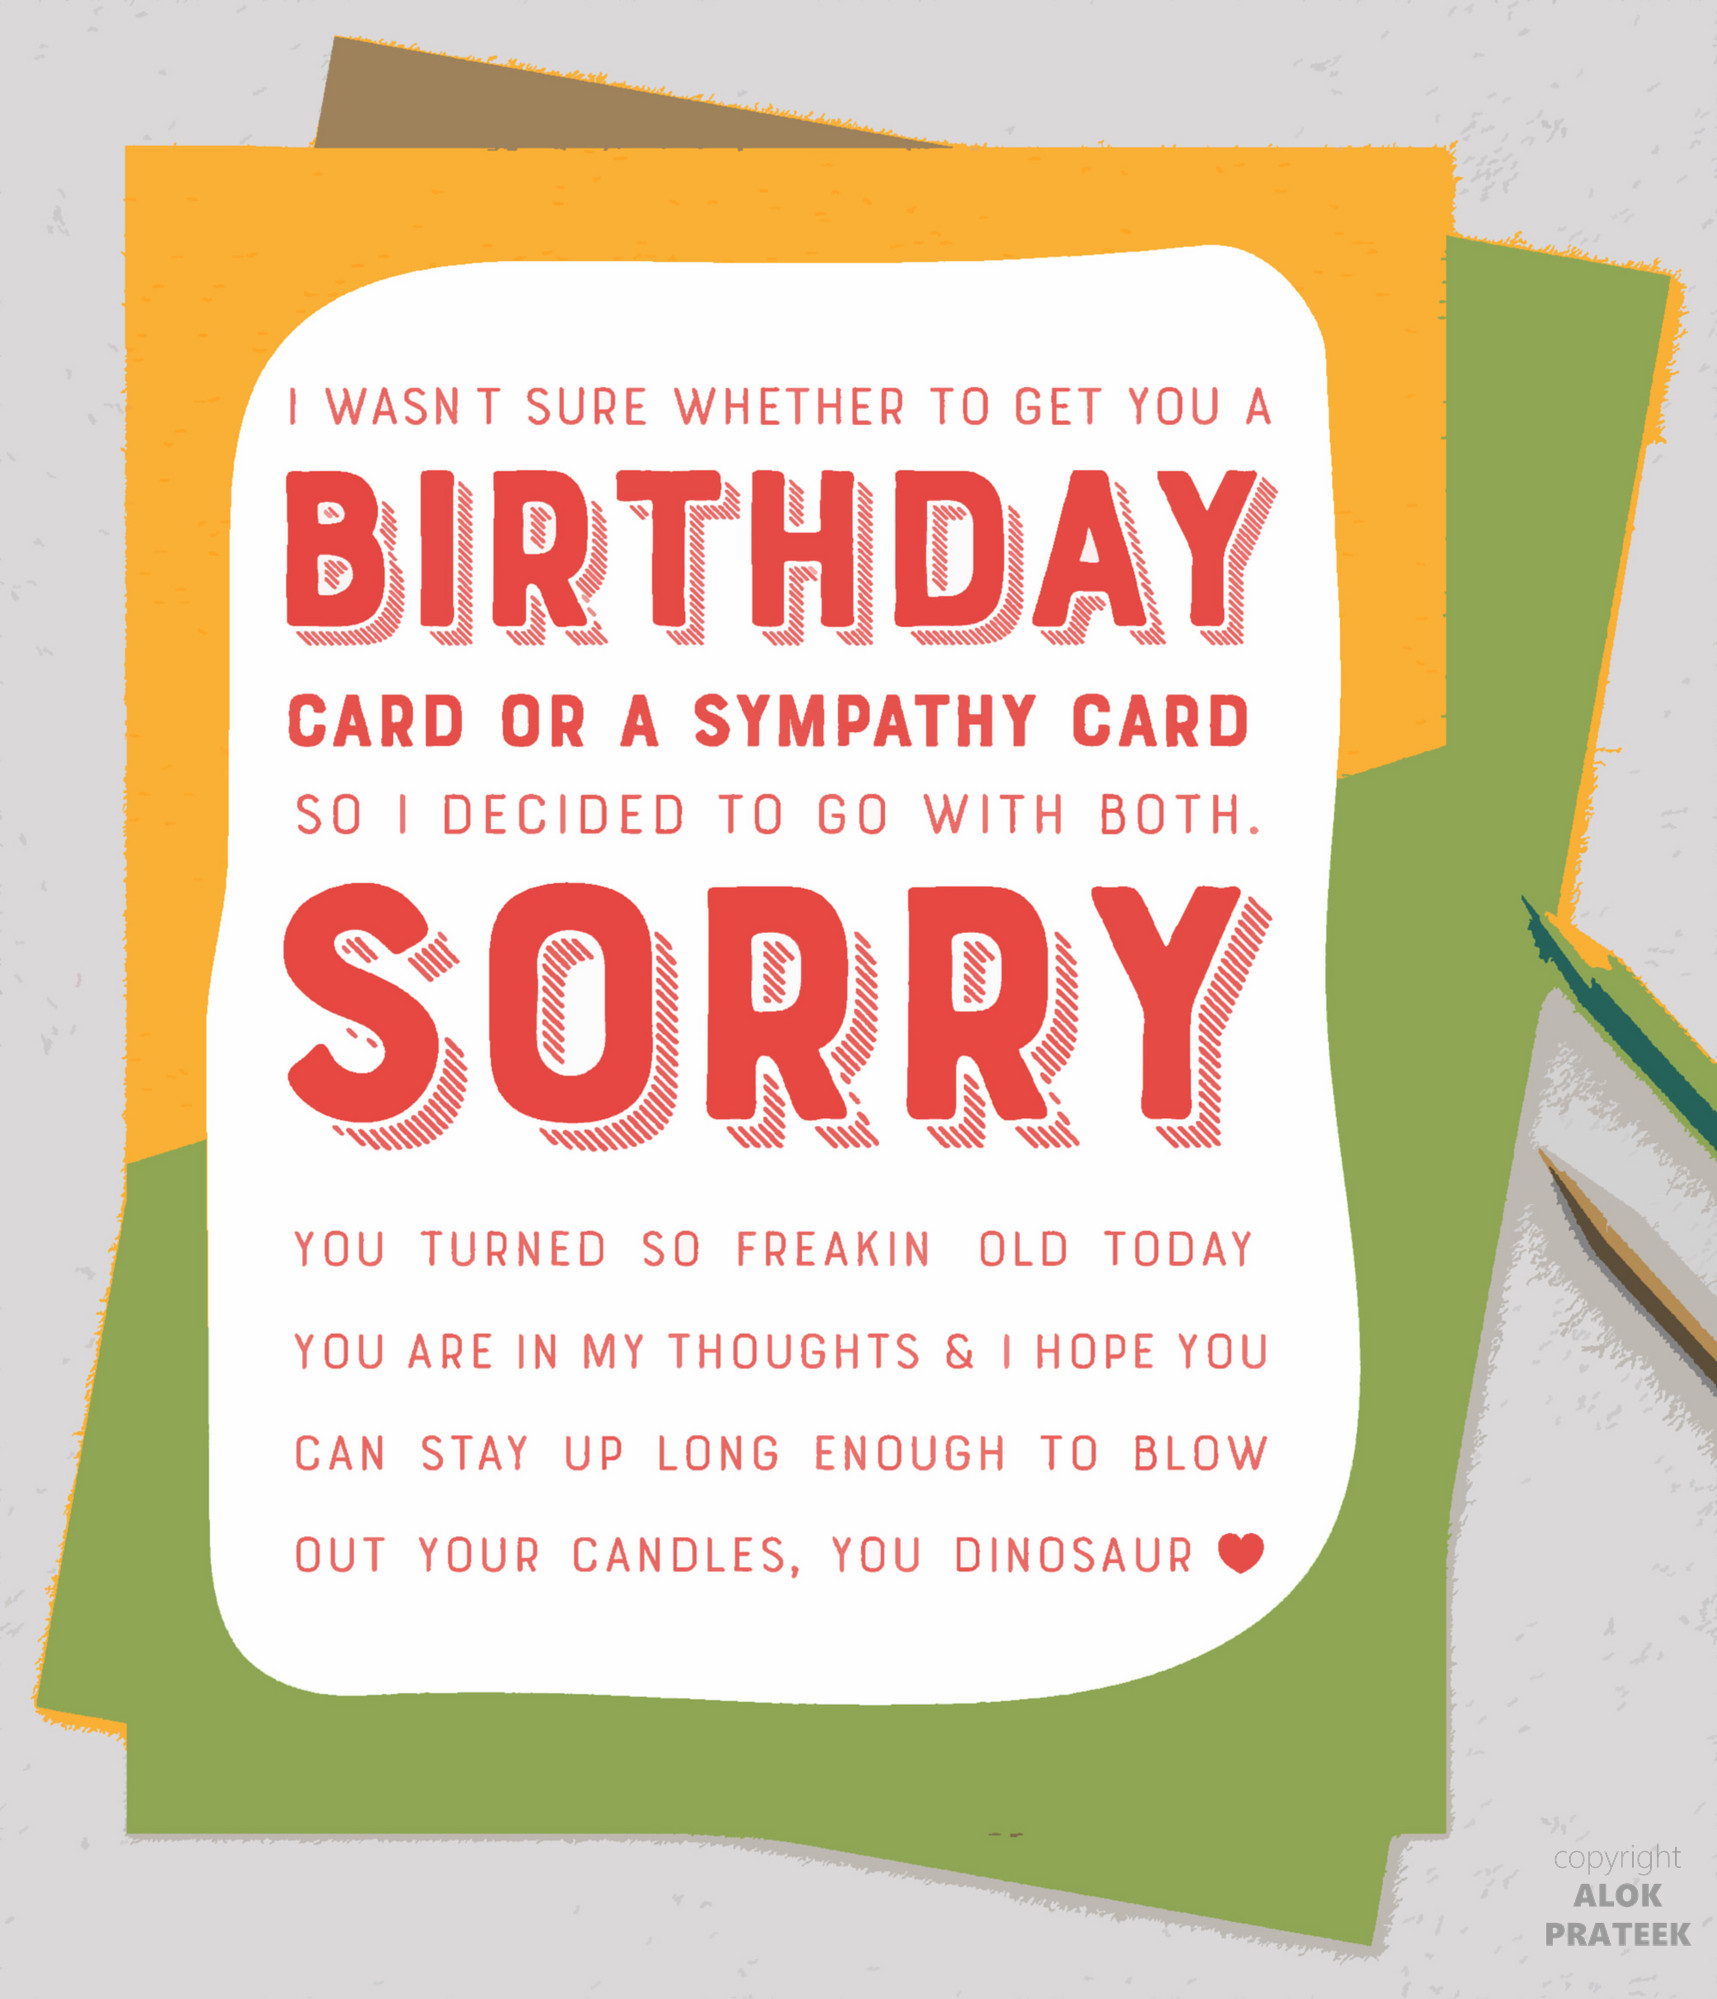 I WASNT SURE WHETHER TO GET YOU A
BIRTHDAY
CARD OR A SYMPATHY CARD
SO I DECIDED TO GO WITH BOTH.
SORRY
YOU TURNED SO FREAKIN OLD TODAY
YOU ARE IN MY THOUGHTS & I HOPE YOU
CAN STAY UP LONG ENOUGH TO BLOW
OUT YOUR CANDLES, YOU DINOSAUR ♥
copyright
ALOK
PRATEEK